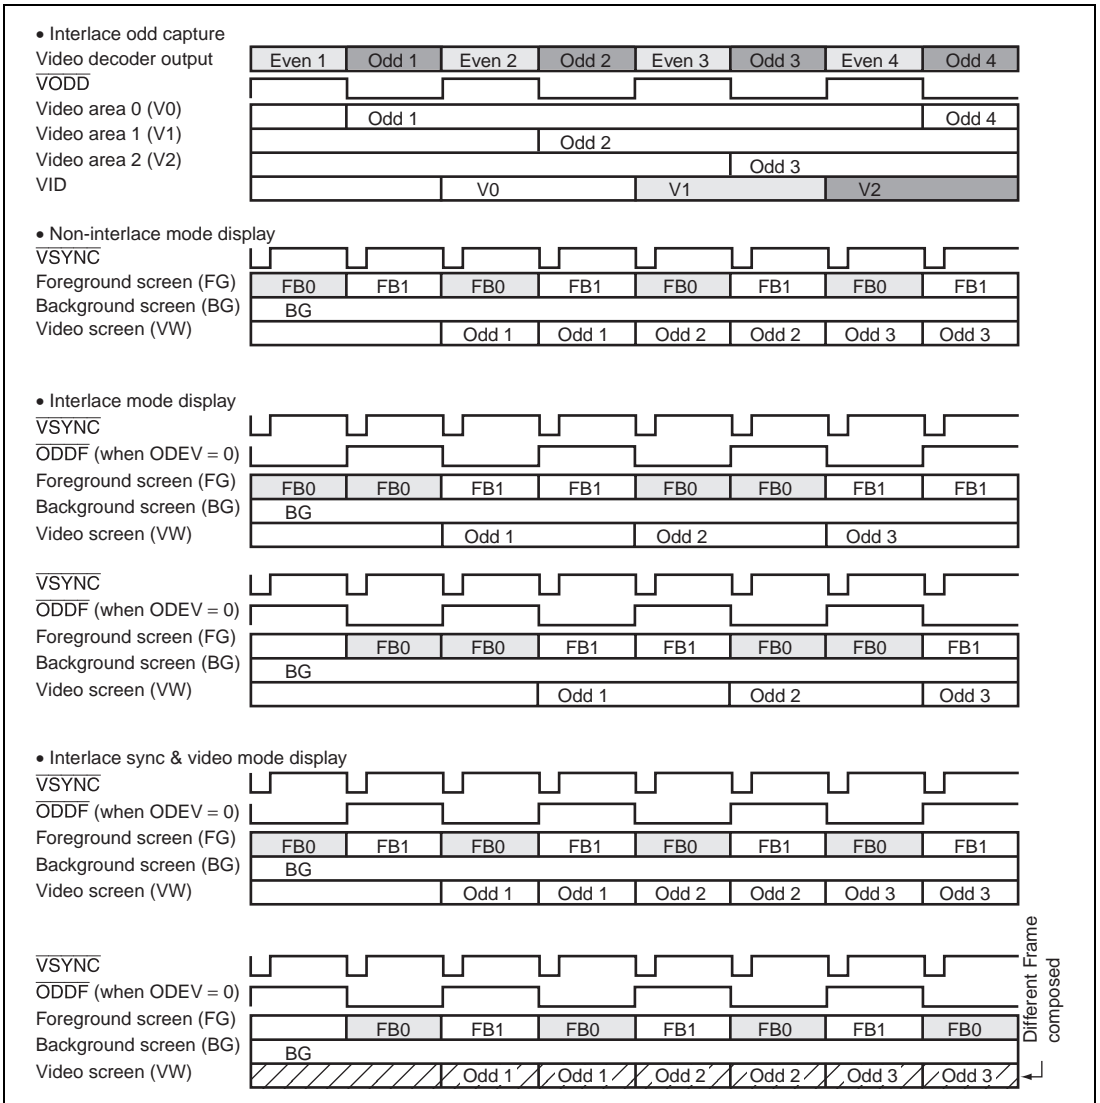 • Interlace odd capture
Video decoder output Even 1 Odd 1 Even 2 Odd 2 Even 3 Odd 3 Even 4 Odd 4
VODD
Video area 0 (V0) Odd 1 Odd 4
Video area 1 (V1) Odd 2
Video area 2 (V2) Odd 3
VID V0 V1 V2
• Non-interlace mode display
VSYNC
Foreground screen (FG) FB0 FB1 FB0 FB1 FB0 FB1 FB0 FB1
Background screen (BG) BG
Video screen (VW) Odd 1 Odd 1 Odd 2 Odd 2 Odd 3 Odd 3
• Interlace mode display
VSYNC
ODDF (when ODEV = 0)
Foreground screen (FG) FB0 FB0 FB1 FB1 FB0 FB0 FB1 FB1
Background screen (BG) BG
Video screen (VW) Odd 1 Odd 2 Odd 3
VSYNC
ODDF (when ODEV = 0)
Foreground screen (FG) FB0 FB0 FB1 FB1 FB0 FB0 FB1
Background screen (BG) BG
Video screen (VW) Odd 1 Odd 2 Odd 3
• Interlace sync & video mode display
VSYNC
ODDF (when ODEV = 0)
Foreground screen (FG) FB0 FB1 FB0 FB1 FB0 FB1 FB0 FB1
Background screen (BG) BG
Video screen (VW) Odd 1 Odd 1 Odd 2 Odd 2 Odd 3 Odd 3
VSYNC
ODDF (when ODEV = 0)
Foreground screen (FG) FB0 FB1 FB0 FB1 FB0 FB1 FB0
Background screen (BG) BG
Video screen (VW) Odd 1 Odd 1 Odd 2 Odd 2 Odd 3 Odd 3
Different Frame
composed